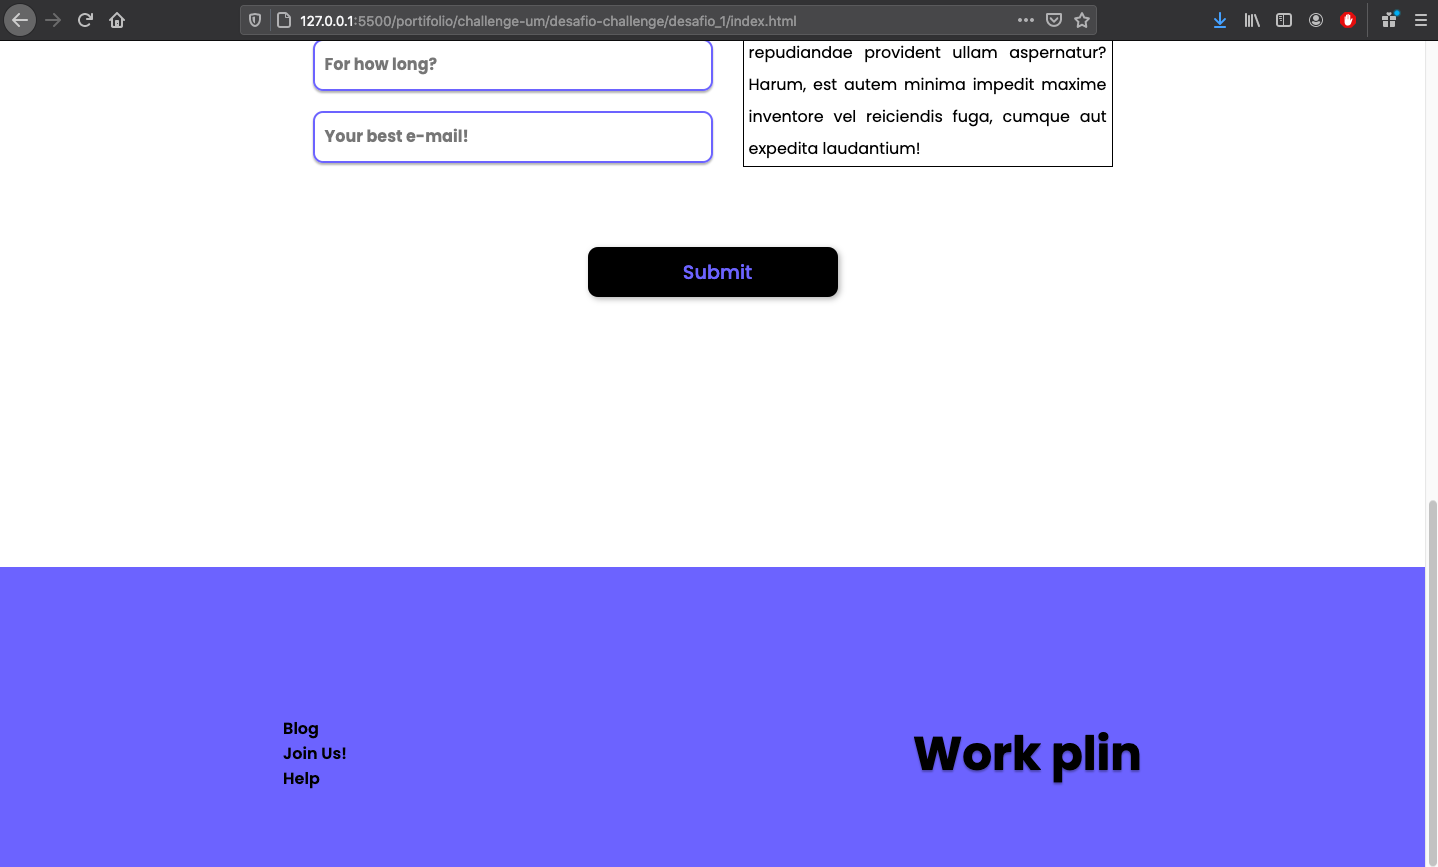 127.0.0.1:5500/portifolio/challenge-um/desafio-challenge/desafio_1/index.html
For how long?
Your best e-mail!
repudiandae provident ullam aspernatur?
Harum, est autem minima impedit maxime
inventore vel reiciendis fuga, cumque aut
expedita laudantium!
Submit
Blog
Join Us!
Help
Work plin